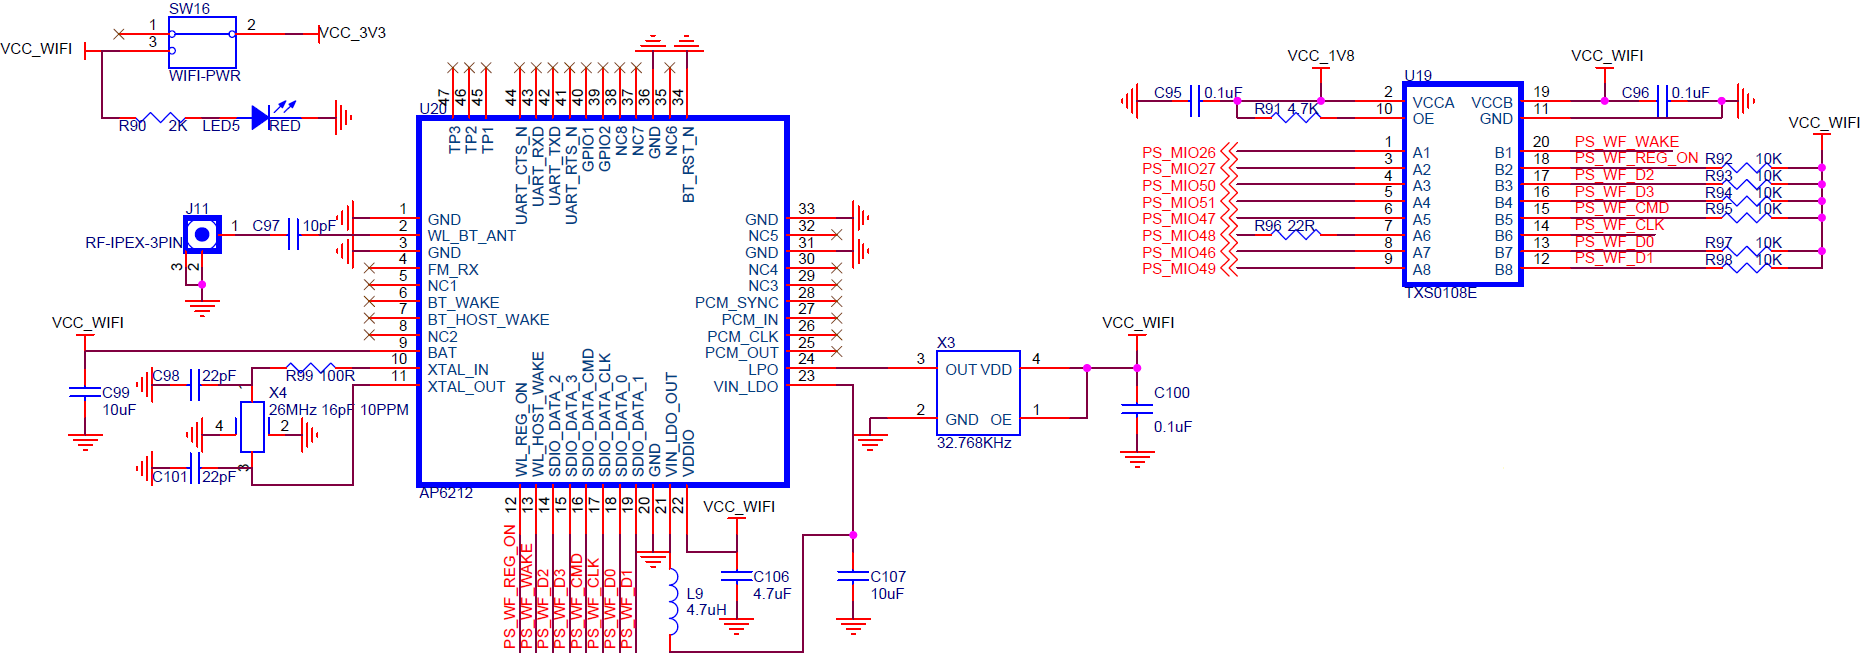 SW16
1
2
3
VCC_WIFI
VCC_3V3
WIFI-PWR
R90
2K
LED5
RED
U20
47
46
45
44
43
42
41
40
39
38
37
36
35
34
TP3
TP2
TP1
UART_CTS_N
UART_RXD
UART_TXD
UART_RTS_N
GPIO1
GPIO2
NC8
NC7
GND
NC6
BT_RST_N
1 GND
2 WL_BT_ANT
3 GND
4 FM_RX
5 NC1
6 BT_WAKE
7 BT_HOST_WAKE
8 NC2
9 BAT
10 XTAL_IN
11 XTAL_OUT
GND 33
NC5 32
GND 31
NC4 30
NC3 29
PCM_SYNC 28
PCM_IN 27
PCM_CLK 26
PCM_OUT 25
LPO 24
VIN_LDO 23
WL_REG_ON
WL_HOST_WAKE
SDIO_DATA_2
SDIO_DATA_3
SDIO_DATA_CMD
SDIO_DATA_CLK
SDIO_DATA_0
SDIO_DATA_1
GND
VIN_LDO_OUT
VDDIO
AP6212
12
13
14
15
16
17
18
19
20
21
22
PS_WF_REG_ON
PS_WF_WAKE
PS_WF_D2
PS_WF_D3
PS_WF_CMD
PS_WF_CLK
PS_WF_D0
PS_WF_D1
J11
RF-IPEX-3PIN
1
3
2
C97
10pF
VCC_WIFI
C99
10uF
C98
22pF
R99 100R
X4
26MHz 16pF 10PPM
1
4
2
3
C101
22pF
VCC_WIFI
C106
4.7uF
L9
4.7uH
C107
10uF
X3
3
4
OUT VDD
2
1
GND OE
32.768KHz
VCC_WIFI
C100
0.1uF
VCC_1V8
VCC_WIFI
C95
0.1uF
R91 4.7K
U19
2
10
VCCA
OE
VCCB
GND
19
11
C96
0.1uF
VCC_WIFI
PS_MIO26 1 A1 B1 20 PS_WF_WAKE
PS_MIO27 3 A2 B2 18 PS_WF_REG_ON R92 10K
PS_MIO50 4 A3 B3 17 PS_WF_D2 R93 10K
PS_MIO51 5 A4 B4 16 PS_WF_D3 R94 10K
PS_MIO47 6 A5 B5 15 PS_WF_CMD R95 10K
PS_MIO48 R96 22R 7 A6 B6 14 PS_WF_CLK
PS_MIO46 8 A7 B7 13 PS_WF_D0 R97 10K
PS_MIO49 9 A8 B8 12 PS_WF_D1 R98 10K
TXS0108E